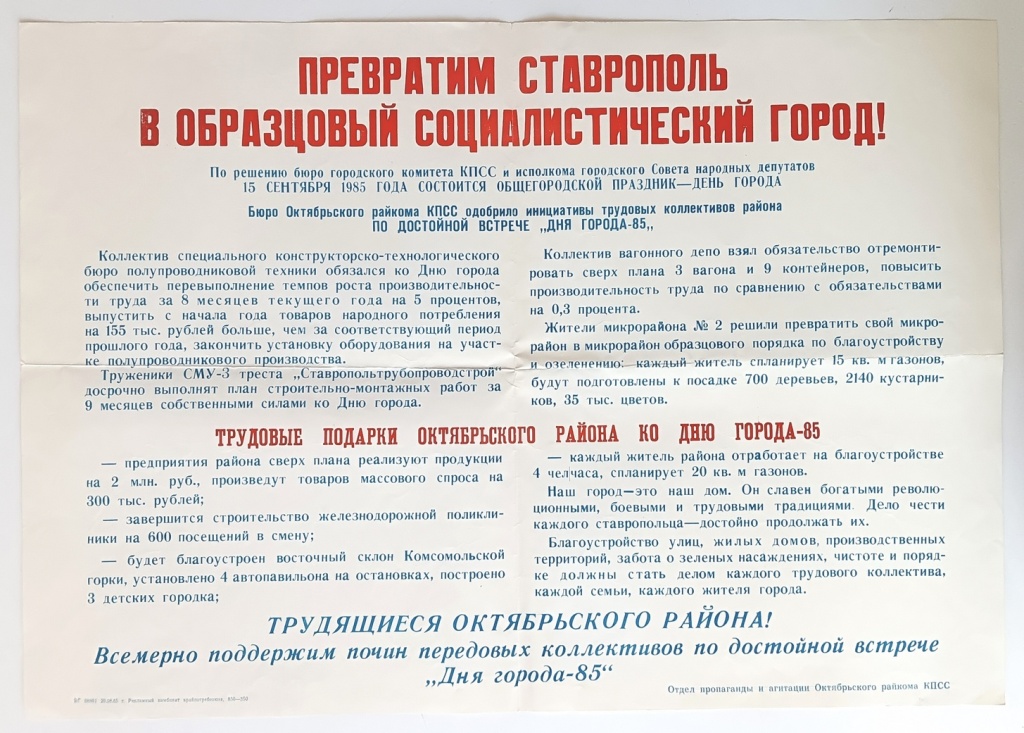 ПРЕВРАТИМ СТАВРОПОЛЬ
В ОБРАЗЦОВЫЙ СОЦИАЛИСТИЧЕСКИЙ ГОРОД!
По решению бюро городского комитета КПСС и исполкома городского Совета народных депутатов
15 СЕНТЯБРЯ 1985 ГОДА СОСТОИТСЯ ОБЩЕГОРОДСКОЙ ПРАЗДНИК—ДЕНЬ ГОРОДА
Бюро Октябрьского райкома КПСС одобрило инициативы трудовых коллективов района
ПО ДОСТОЙНОЙ ВСТРЕЧЕ „ДНЯ ГОРОДА-85„
Коллектив специального конструкторско-технологического
бюро полупроводниковой техники обязался ко Дню города
обеспечить перевыполнение темпов роста производительнос-
ти труда за 8 месяцев текущего года на 5 процентов,
выпустить с начала года товаров народного потребления
на 155 тыс. рублей больше, чем за соответствующий период
прошлого года, закончить установку оборудования на участ-
ке полупроводникового производства.
Труженики СМУ-3 треста „Ставропольтрубопроводстрой"
досрочно выполнят план строительно-монтажных работ за
9 месяцев собственными силами ко Дню города.
Коллектив вагонного депо взял обязательство отремонти-
ровать сверх плана 3 вагона и 9 контейнеров, повысить
производительность труда по сравнению с обязательствами
на 0,3 процента.
Жители микрорайона № 2 решили превратить свой микро-
район в микрорайон образцового порядка по благоустройству
и озеленению: каждый житель спланирует 15 кв. м газонов,
будут подготовлены к посадке 700 деревьев, 2140 кустарни-
ков, 35 тыс. цветов.
ТРУДОВЫЕ ПОДАРКИ ОКТЯБРЬСКОГО РАЙОНА КО ДНЮ ГОРОДА-85
— предприятия района сверх плана реализуют продукции
на 2 млн. руб., произведут товаров массового спроса на
300 тыс. рублей;
— завершится строительство железнодорожной поликли-
ники на 600 посещений в смену;
— будет благоустроен восточный склон Комсомольской
горки, установлено 4 автопавильона на остановках, построено
3 детских городка;
— каждый житель района отработает на благоустройстве
4 челчаса, спланирует 20 кв. м газонов.
Наш город—это наш дом. Он славен богатыми револю-
ционными, боевыми и трудовыми традициями. Дело чести
каждого ставропольца—достойно продолжать их.
Благоустройство улиц, жилых домов, производственных
территорий, забота о зеленых насаждениях, чистоте и поряд-
ке должны стать делом каждого трудового коллектива,
каждой семьи, каждого жителя города.
ТРУДЯЩИЕСЯ ОКТЯБРЬСКОГО РАЙОНА!
Всемерно поддержим почин передовых коллективов по достойной встрече
„Дня города-85"
Отдел пропаганды и агитации Октябрьского райкома КПСС